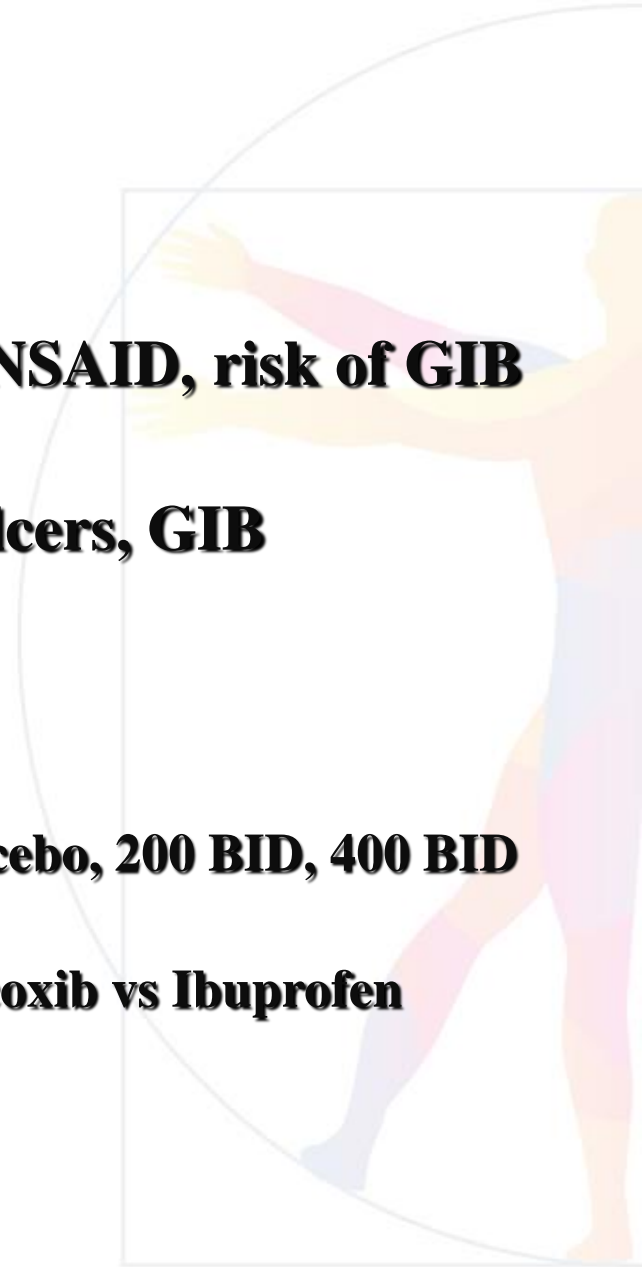 NSAID, risk of GIB
lcers, GIB
cebo, 200 BID, 400 BID
oxib vs Ibuprofen